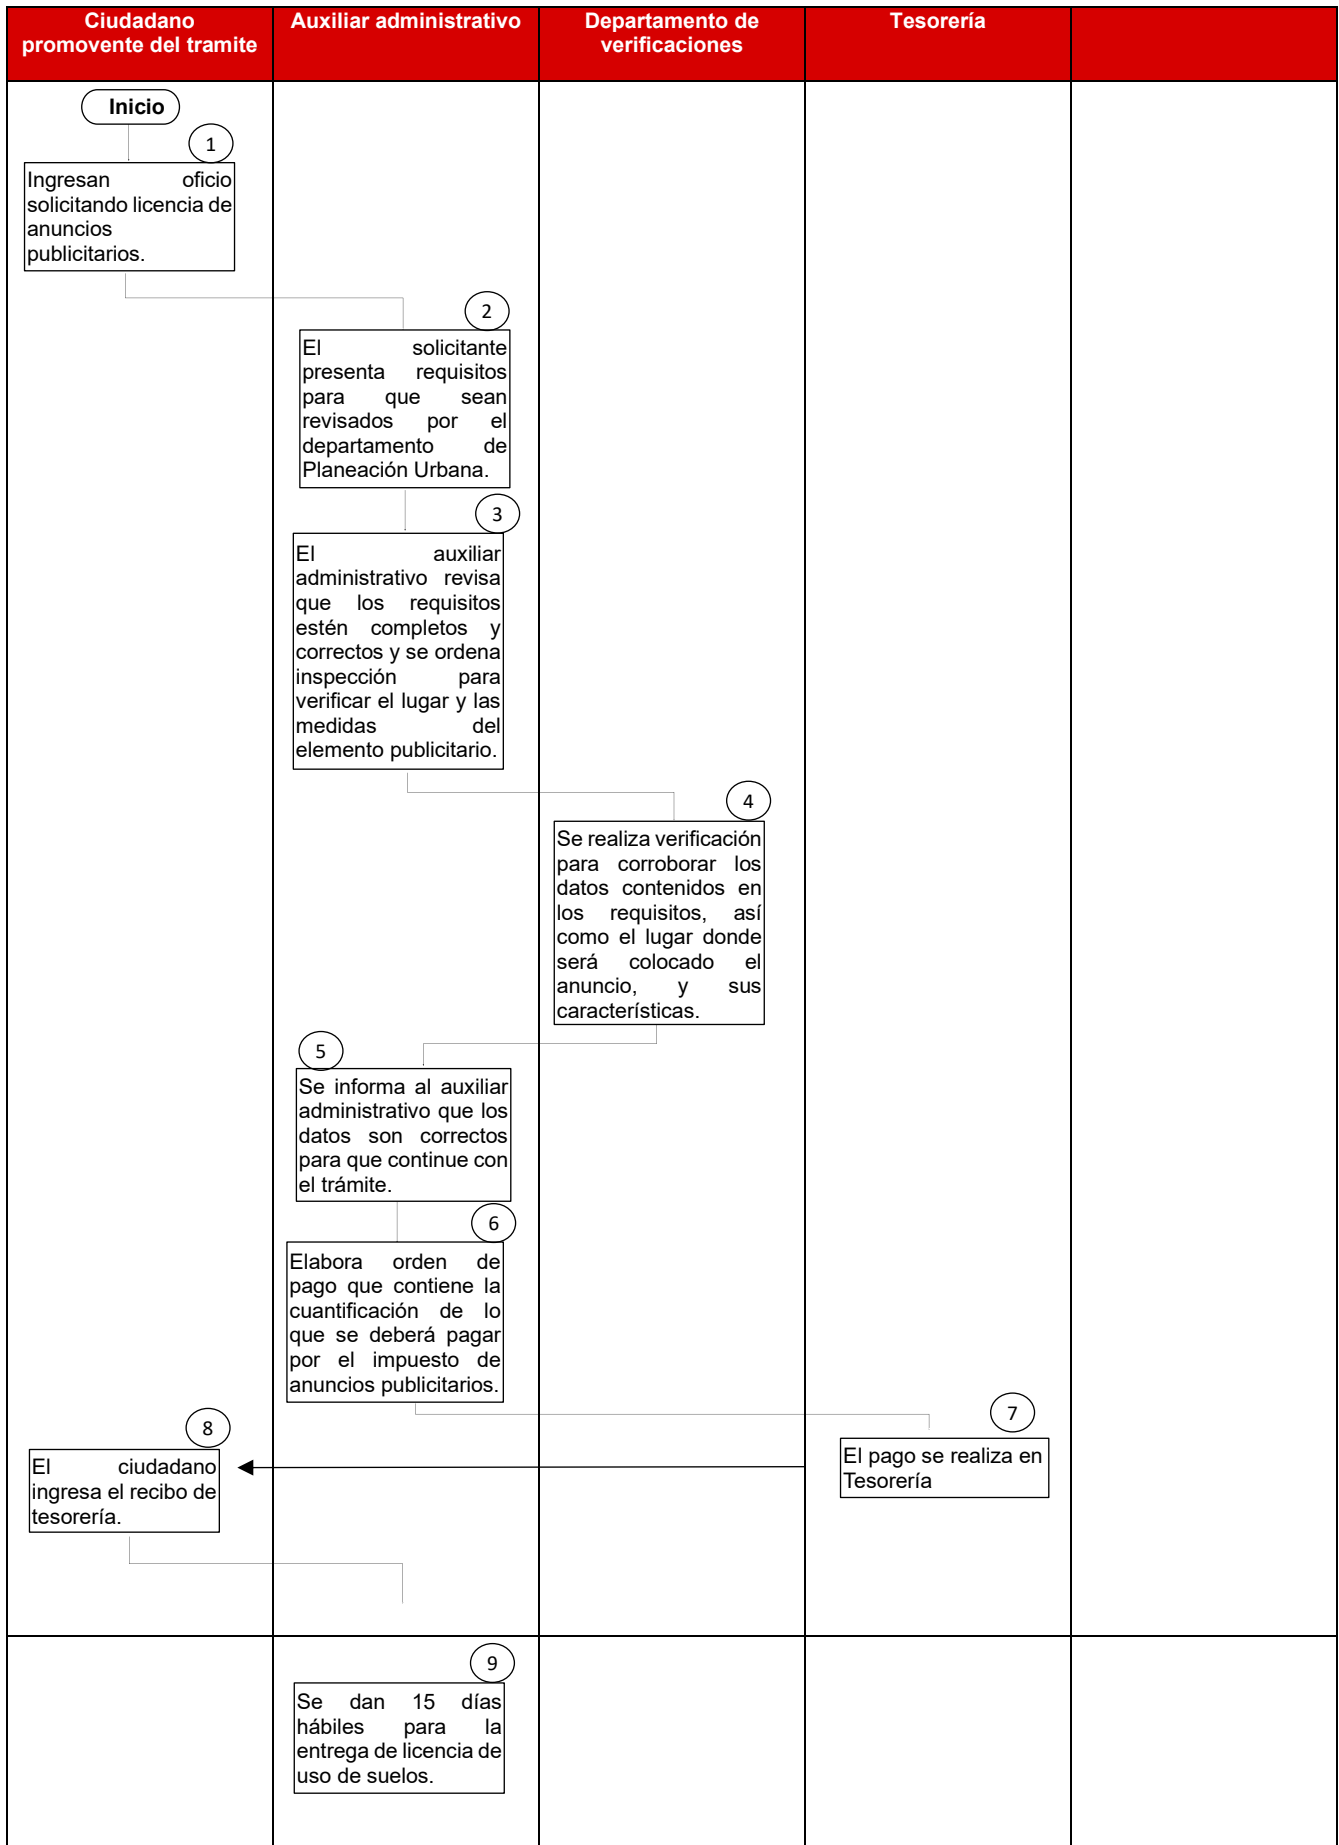 Ciudadano
promovente del tramite
Auxiliar administrativo
Departamento de
verificaciones
Tesorería
Inicio
1
Ingresan oficio
solicitando licencia de
anuncios
publicitarios.
2
El solicitante
presenta requisitos
para que sean
revisados por el
departamento de
Planeación Urbana.
3
El auxiliar
administrativo revisa
que los requisitos
estén completos y
correctos y se ordena
inspección para
verificar el lugar y las
medidas del
elemento publicitario.
4
Se realiza verificación
para corroborar los
datos contenidos en
los requisitos, así
como el lugar donde
será colocado el
anuncio, y sus
características.
5
Se informa al auxiliar
administrativo que los
datos son correctos
para que continue con
el trámite.
6
Elabora orden de
pago que contiene la
cuantificación de lo
que se deberá pagar
por el impuesto de
anuncios publicitarios.
7
El pago se realiza en
Tesorería
8
El ciudadano
ingresa el recibo de
tesorería.
9
Se dan 15 días
hábiles para la
entrega de licencia de
uso de suelos.